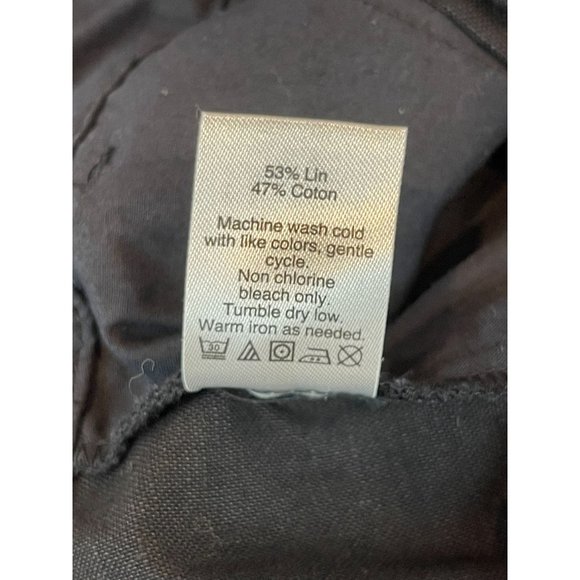 53% Lin
47% Coton
Machine wash cold
with like colors, gentle
cycle.
Non chlorine
bleach only.
Tumble dry low.
Warm iron as needed.
30